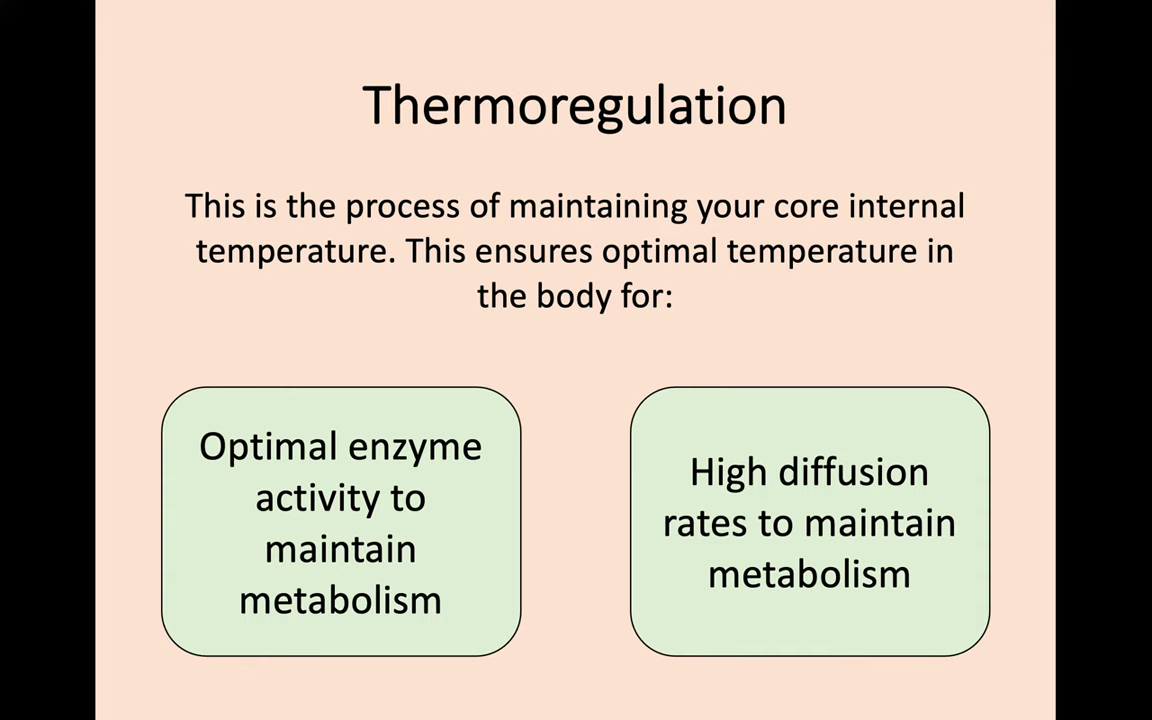 Thermoregulation
This is the process of maintaining your core internal
temperature. This ensures optimal temperature in
the body for:
Optimal enzyme
activity to
maintain
metabolism
High diffusion
rates to maintain
metabolism